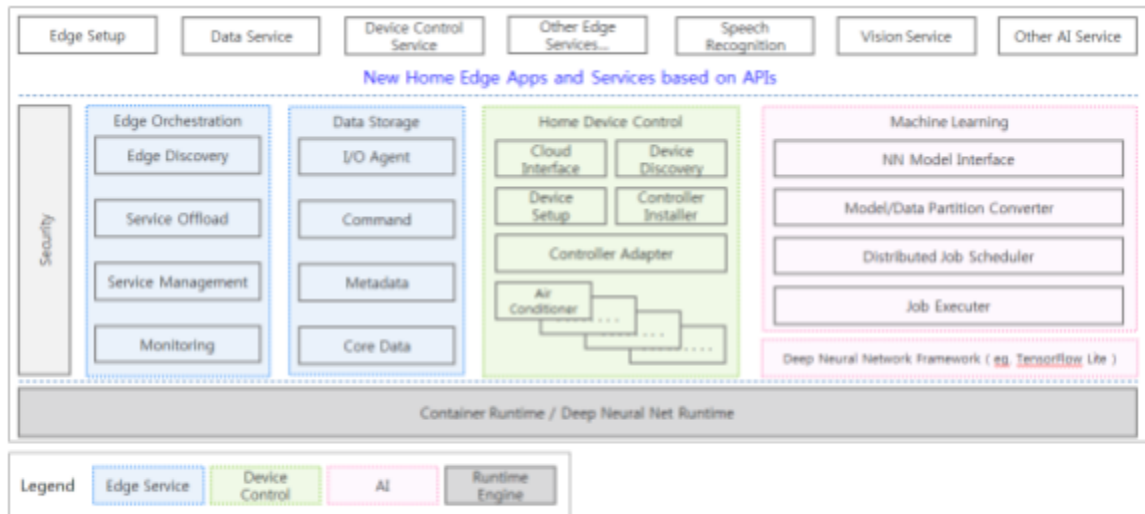 Edge Setup
Data Service
Device Control
Service
Other Edge
Services...
Speech
Recognition
Vision Service
Other AI Service
New Home Edge Apps and Services based on APIs
Security
Edge Orchestration
Edge Discovery
Service Offload
Service Management
Monitoring
Data Storage
I/O Agent
Command
Metadata
Core Data
Home Device Control
Cloud
Interface
Device
Discovery
Device
Setup
Controller
Installer
Controller Adapter
Air
Conditioner
Machine Learning
NN Model Interface
Model/Data Partition Converter
Distributed Job Scheduler
Job Executer
Deep Neural Network Framework ( eg. Tensorflow Lite )
Container Runtime / Deep Neural Net Runtime
Legend
Edge Service
Device
Control
AI
Runtime
Engine